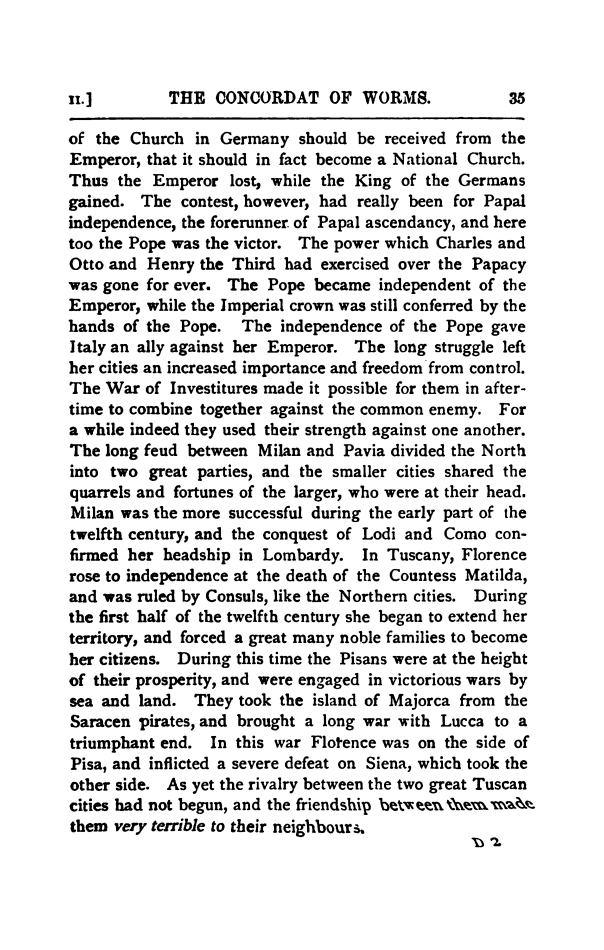 II.] THE CONCORDAT OF WORMS. 35
of the Church in Germany should be received from the
Emperor, that it should in fact become a National Church.
Thus the Emperor lost, while the King of the Germans
gained. The contest, however, had really been for Papal
independence, the forerunner of Papal ascendancy, and here
too the Pope was the victor. The power which Charles and
Otto and Henry the Third had exercised over the Papacy
was gone for ever. The Pope became independent of the
Emperor, while the Imperial crown was still conferred by the
hands of the Pope. The independence of the Pope gave
Italy an ally against her Emperor. The long struggle left
her cities an increased importance and freedom from control.
The War of Investitures made it possible for them in after-
time to combine together against the common enemy. For
a while indeed they used their strength against one another.
The long feud between Milan and Pavia divided the North
into two great parties, and the smaller cities shared the
quarrels and fortunes of the larger, who were at their head.
Milan was the more successful during the early part of the
twelfth century, and the conquest of Lodi and Como con-
firmed her headship in Lombardy. In Tuscany, Florence
rose to independence at the death of the Countess Matilda,
and was ruled by Consuls, like the Northern cities. During
the first half of the twelfth century she began to extend her
territory, and forced a great many noble families to become
her citizens. During this time the Pisans were at the height
of their prosperity, and were engaged in victorious wars by
sea and land. They took the island of Majorca from the
Saracen pirates, and brought a long war with Lucca to a
triumphant end. In this war Florence was on the side of
Pisa, and inflicted a severe defeat on Siena, which took the
other side. As yet the rivalry between the two great Tuscan
cities had not begun, and the friendship between them made
them very terrible to their neighbours.
D 2